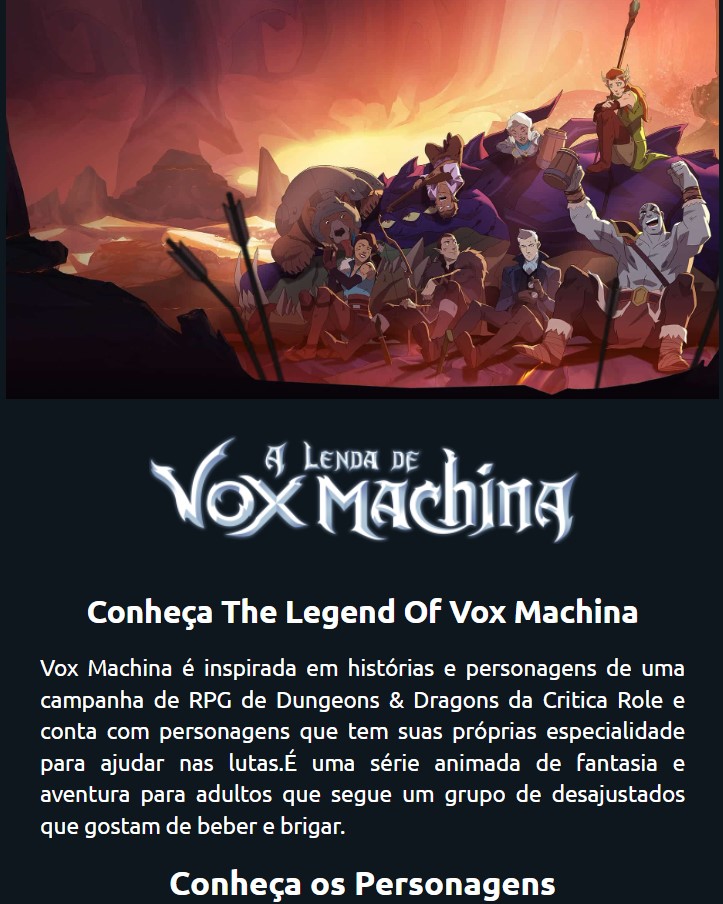 A LENDA DE
VOX MACHINA
Conheça The Legend Of Vox Machina
Vox Machina é inspirada em histórias e personagens de uma
campanha de RPG de Dungeons & Dragons da Critica Role e
conta com personagens que tem suas próprias especialidade
para ajudar nas lutas.É uma série animada de fantasia e
aventura para adultos que segue um grupo de desajustados
que gostam de beber e brigar.
Conheça os Personagens